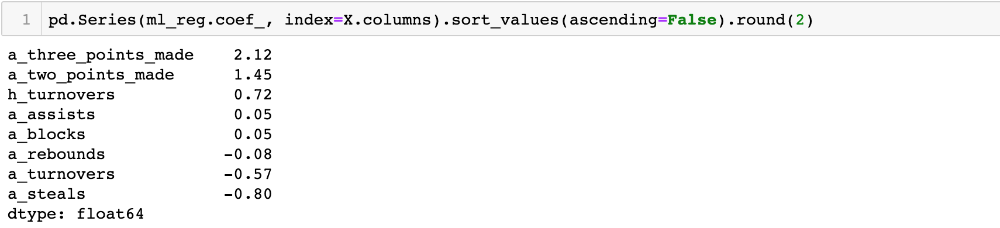 1 pd.Series(ml_reg.coef_, index=X.columns).sort_values(ascending=False).round(2)
a_three_points_made 2.12
a_two_points_made 1.45
h_turnovers 0.72
a_assists 0.05
a_blocks 0.05
a_rebounds -0.08
a_turnovers -0.57
a_steals -0.80
dtype: float64